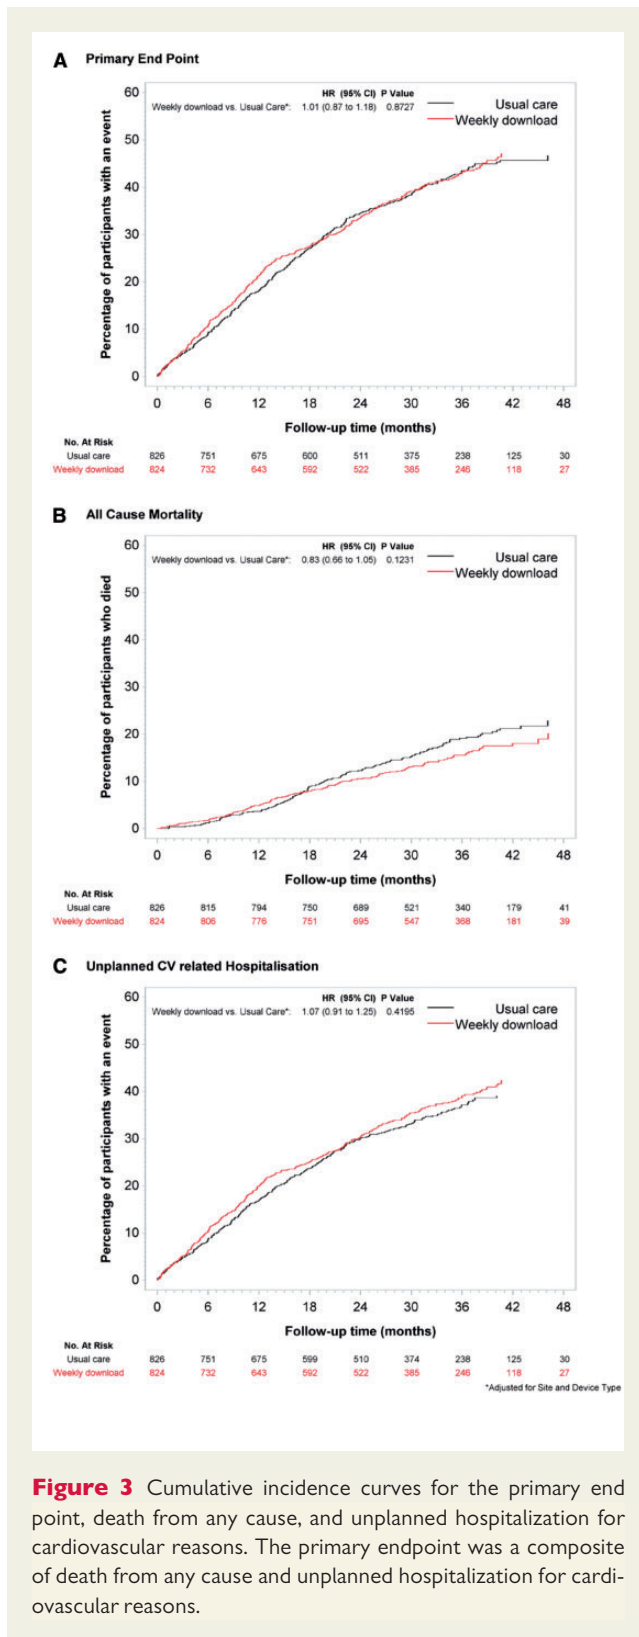 A Primary End Point
HR (95% CI) P Value
Weekly download vs. Usual Care*: 1.01 (0.87 to 1.18) 0.8727
Usual care
Weekly download
Percentage of participants with an event
60
50
40
30
20
10
0
0 6 12 18 24 30 36 42 48
Follow-up time (months)
No. At Risk
Usual care 826 751 675 600 511 375 238 125 30
Weekly download 824 732 643 592 522 385 246 118 27
B All Cause Mortality
HR (95% CI) P Value
Weekly download vs. Usual Care*: 0.83 (0.66 to 1.05) 0.1231
Usual care
Weekly download
Percentage of participants who died
60
50
40
30
20
10
0
0 6 12 18 24 30 36 42 48
Follow-up time (months)
No. At Risk
Usual care 826 815 794 750 689 521 340 179 41
Weekly download 824 806 776 751 695 547 368 181 39
C Unplanned CV related Hospitalisation
HR (95% CI) P Value
Weekly download vs. Usual Care*: 1.07 (0.91 to 1.25) 0.4195
Usual care
Weekly download
Percentage of participants with an event
60
50
40
30
20
10
0
0 6 12 18 24 30 36 42 48
Follow-up time (months)
No. At Risk
Usual care 826 751 675 599 510 374 238 125 30
Weekly download 824 732 643 592 522 385 246 118 27
*Adjusted for Site and Device Type
Figure 3 Cumulative incidence curves for the primary end
point, death from any cause, and unplanned hospitalization for
cardiovascular reasons. The primary endpoint was a composite
of death from any cause and unplanned hospitalization for cardi-
ovascular reasons.